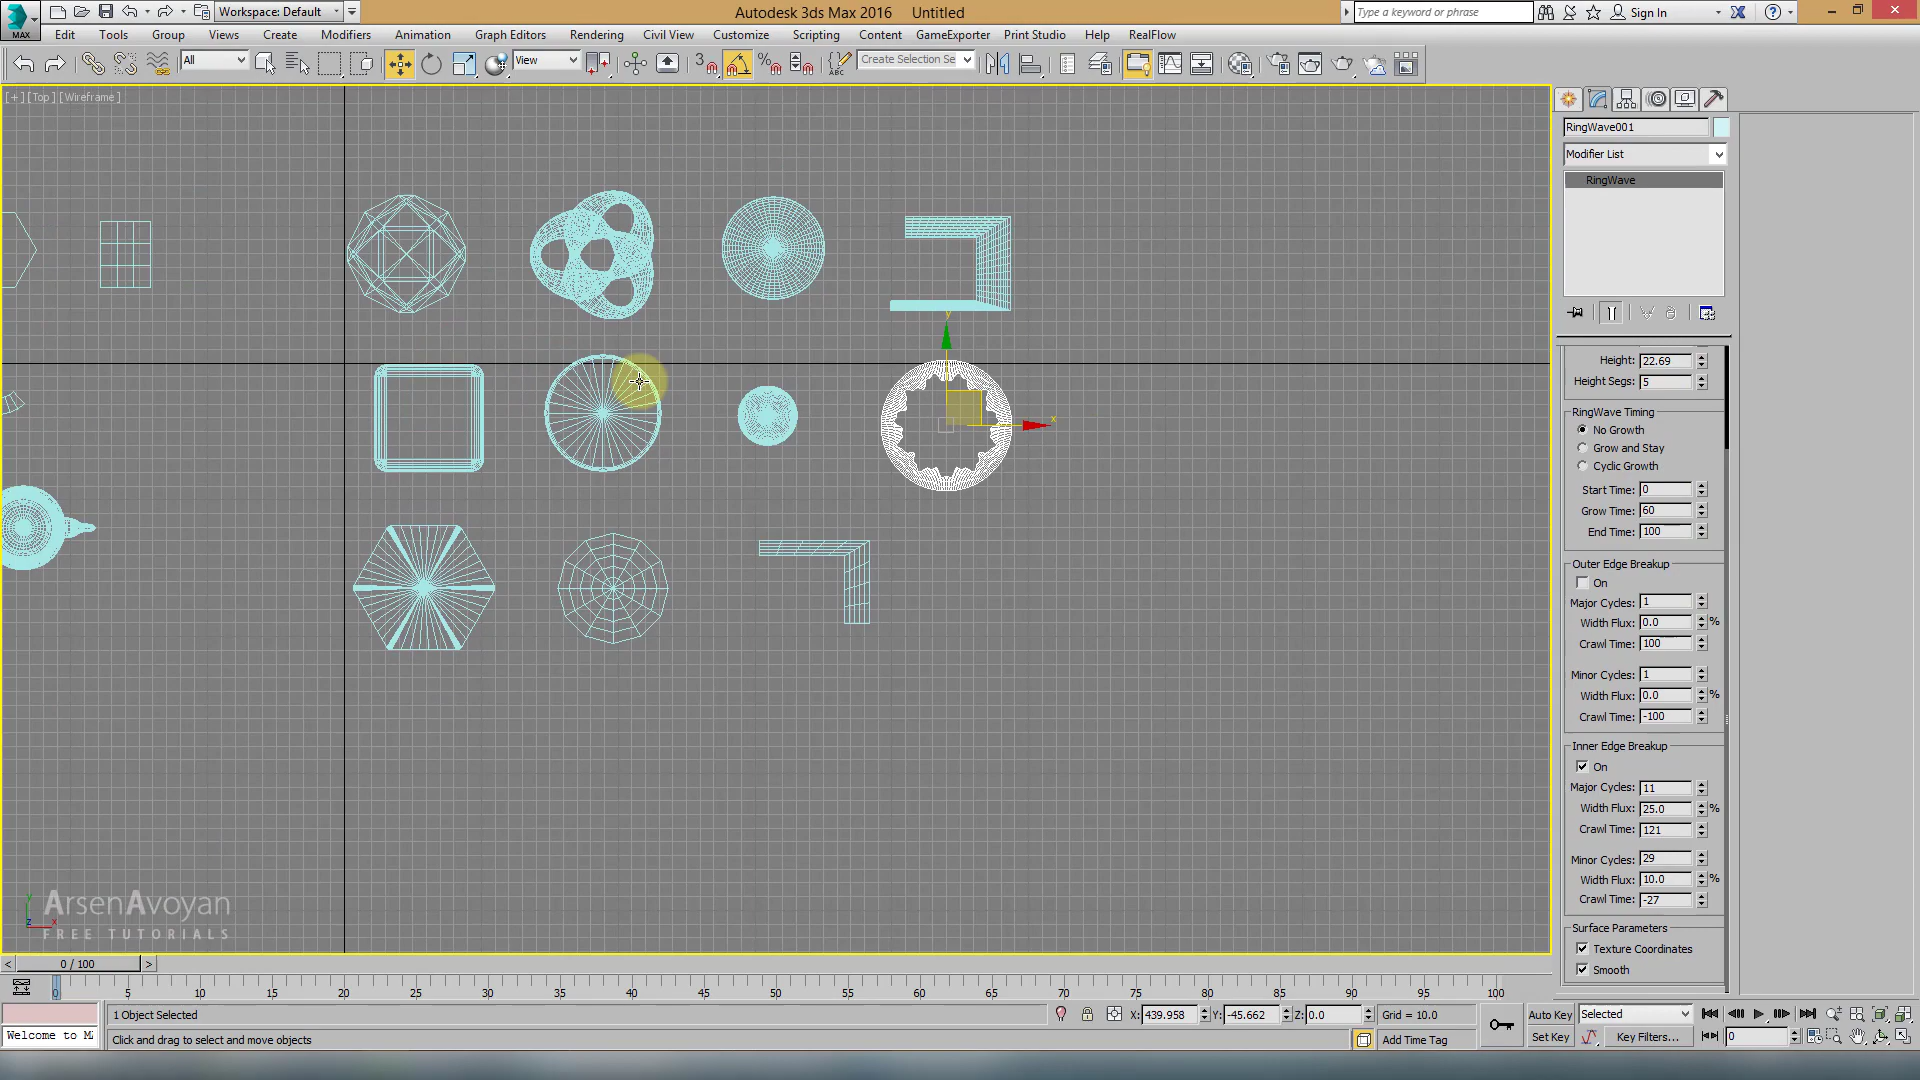 MAX
Workspace: Default
Autodesk 3ds Max 2016 Untitled
Type a keyword or phrase
Sign In
Edit Tools Group Views Create Modifiers Animation Graph Editors Rendering Civil View Customize Scripting Content GameExporter Print Studio Help RealFlow
All
View
3
%
ABC
Create Selection Se
[+][Top][Wireframe]
y
x
RingWave001
Modifier List
RingWave
Height: 22.69
Height Segs: 5
RingWave Timing
No Growth
Grow and Stay
Cyclic Growth
Start Time: 0
Grow Time: 60
End Time: 100
Outer Edge Breakup
On
Major Cycles: 1
Width Flux: 0.0 %
Crawl Time: 100
Minor Cycles: 1
Width Flux: 0.0 %
Crawl Time: -100
Inner Edge Breakup
On
Major Cycles: 11
Width Flux: 25.0 %
Crawl Time: 121
Minor Cycles: 29
Width Flux: 10.0 %
Crawl Time: -27
Surface Parameters
Texture Coordinates
Smooth
ArsenAvoyan
FREE TUTORIALS
y
z x
< 0 / 100 >
0 5 10 15 20 25 30 35 40 45 50 55 60 65 70 75 80 85 90 95 100
1 Object Selected
X: 439.958 Y: -45.662 Z: 0.0 Grid = 10.0
Auto Key Selected
Welcome to M
Click and drag to select and move objects
Add Time Tag
Set Key Key Filters... 0